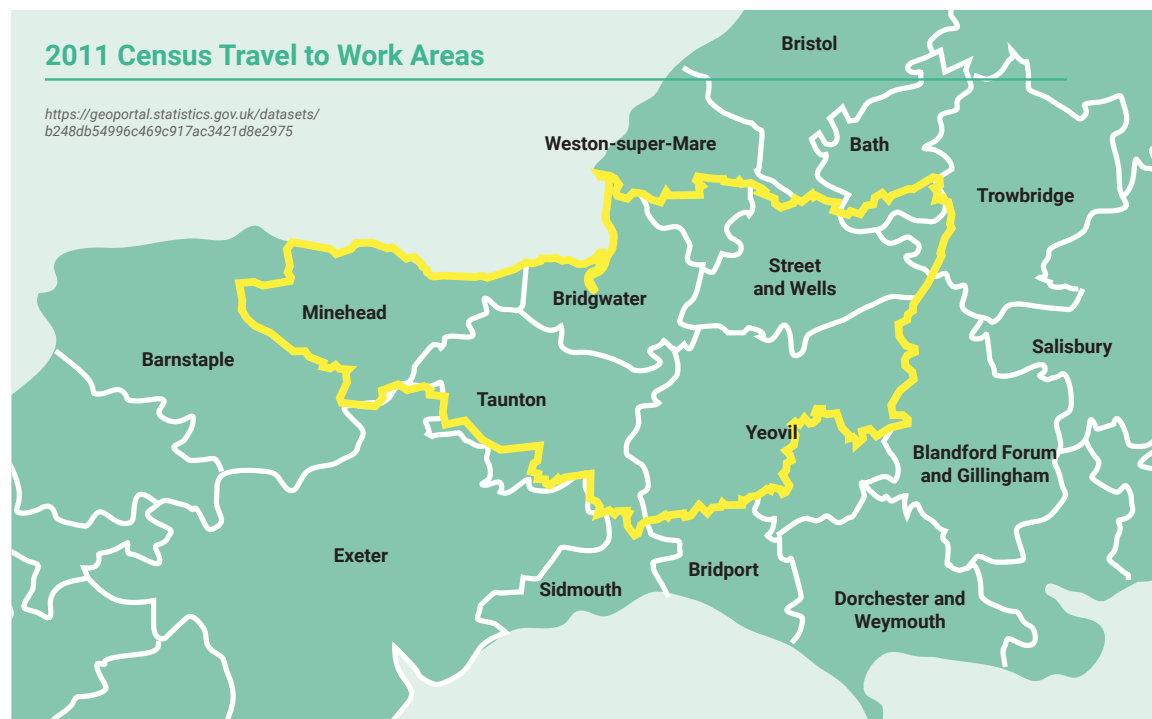 2011 Census Travel to Work Areas
https://geoportal.statistics.gov.uk/datasets/
b248db54996c469c917ac3421d8e2975
Bristol
Weston-super-Mare
Bath
Trowbridge
Street
and Wells
Bridgwater
Minehead
Barnstaple
Salisbury
Taunton
Yeovil
Blandford Forum
and Gillingham
Exeter
Sidmouth
Bridport
Dorchester and
Weymouth